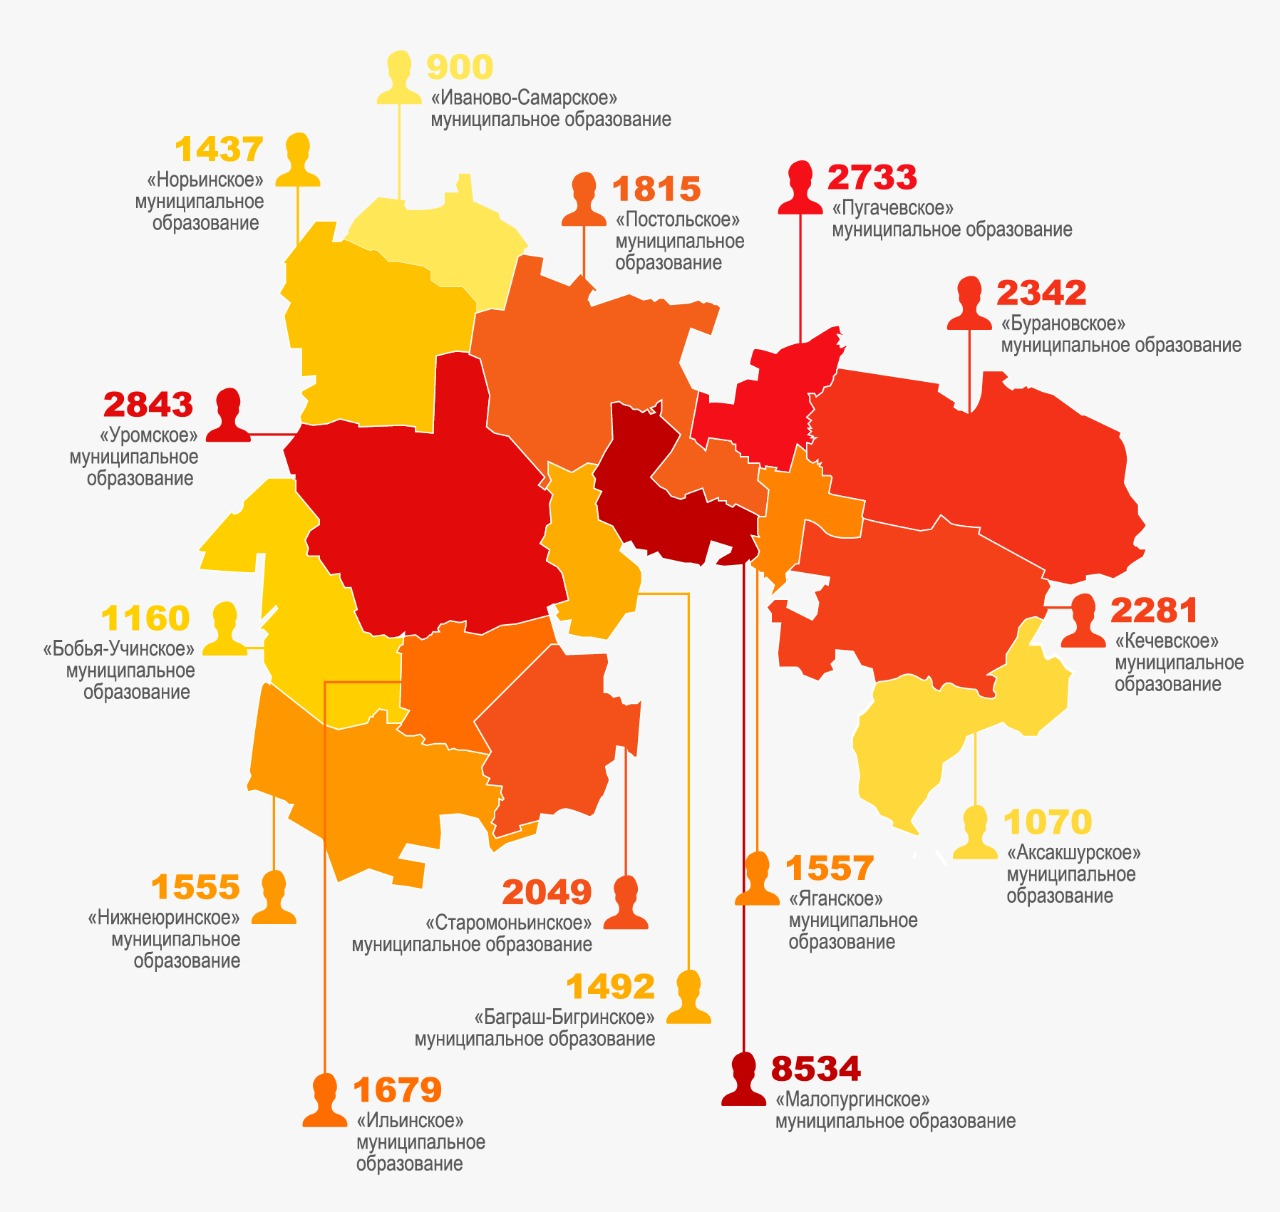 900
«Иваново-Самарское»
муниципальное образование
1437
«Норьинское»
муниципальное
образование
1815
«Постольское»
муниципальное
образование
2733
«Пугачевское»
муниципальное образование
2342
«Бурановское»
муниципальное образование
2843
«Уромское»
муниципальное
образование
1160
«Бобья-Учинское»
муниципальное
образование
2281
«Кечевское»
муниципальное
образование
1070
«Аксакшурское»
муниципальное
образование
1555
«Нижнеюринское»
муниципальное
образование
2049
«Старомоньинское»
муниципальное образование
1557
«Яганское»
муниципальное
образование
1492
«Баграш-Бигринское»
муниципальное образование
8534
«Малопургинское»
муниципальное образование
1679
«Ильинское»
муниципальное
образование